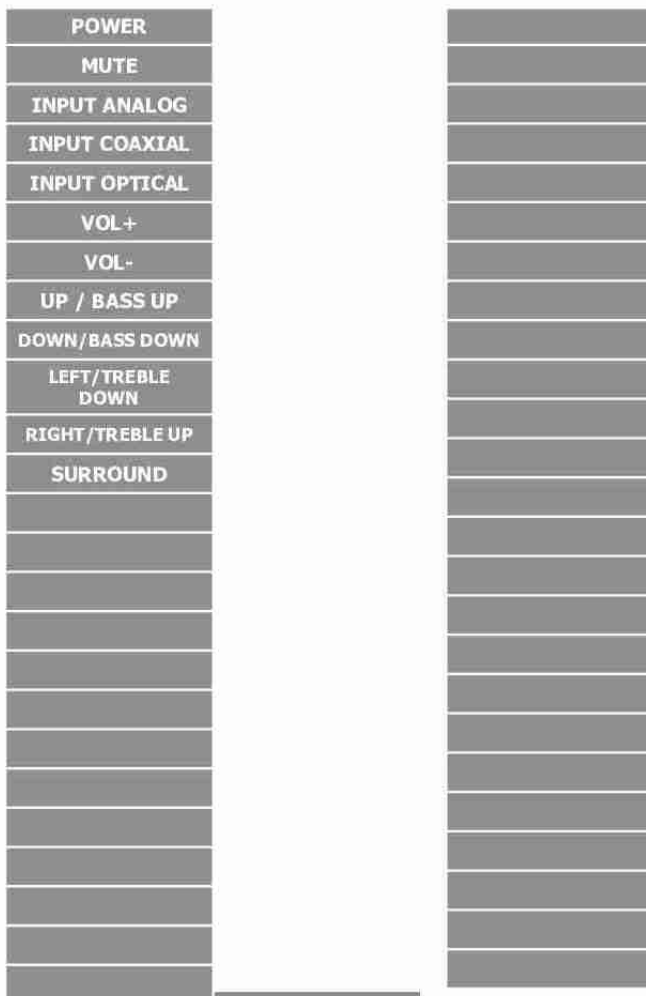 POWER
MUTE
INPUT ANALOG
INPUT COAXIAL
INPUT OPTICAL
VOL+
VOL-
UP / BASS UP
DOWN/BASS DOWN
LEFT/TREBLE
DOWN
RIGHT/TREBLE UP
SURROUND